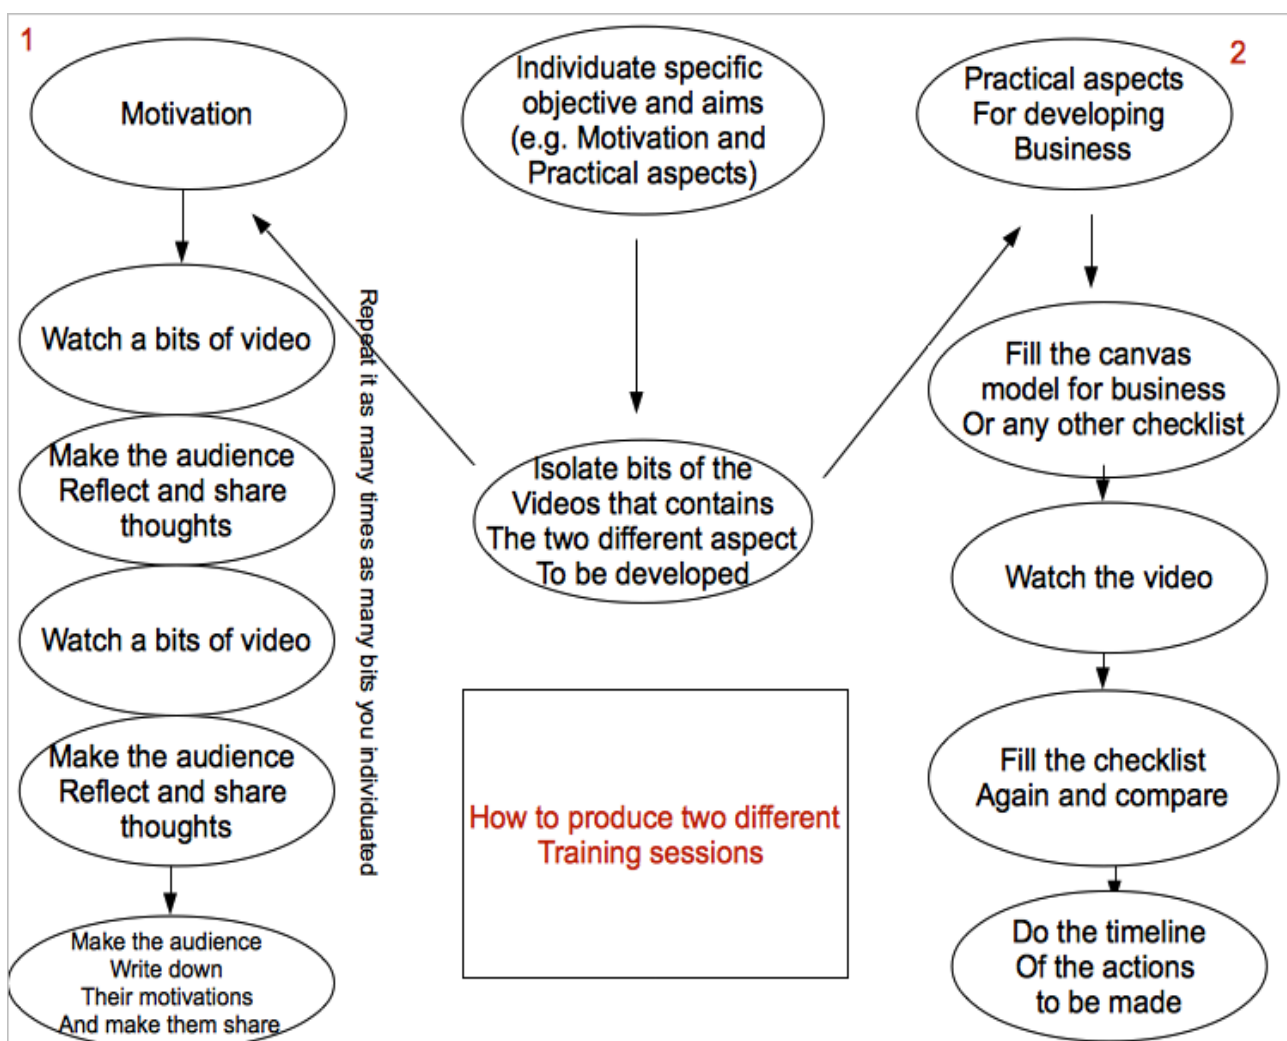 1
Motivation
Watch a bits of video
Make the audience
Reflect and share
thoughts
Watch a bits of video
Make the audience
Reflect and share
thoughts
Make the audience
Write down
Their motivations
And make them share
Repeat it as many times as many bits you individuated
Individuate specific
objective and aims
(e.g. Motivation and
Practical aspects)
Isolate bits of the
Videos that contains
The two different aspect
To be developed
How to produce two different
Training sessions
2
Practical aspects
For developing
Business
Fill the canvas
model for business
Or any other checklist
Watch the video
Fill the checklist
Again and compare
Do the timeline
Of the actions
to be made